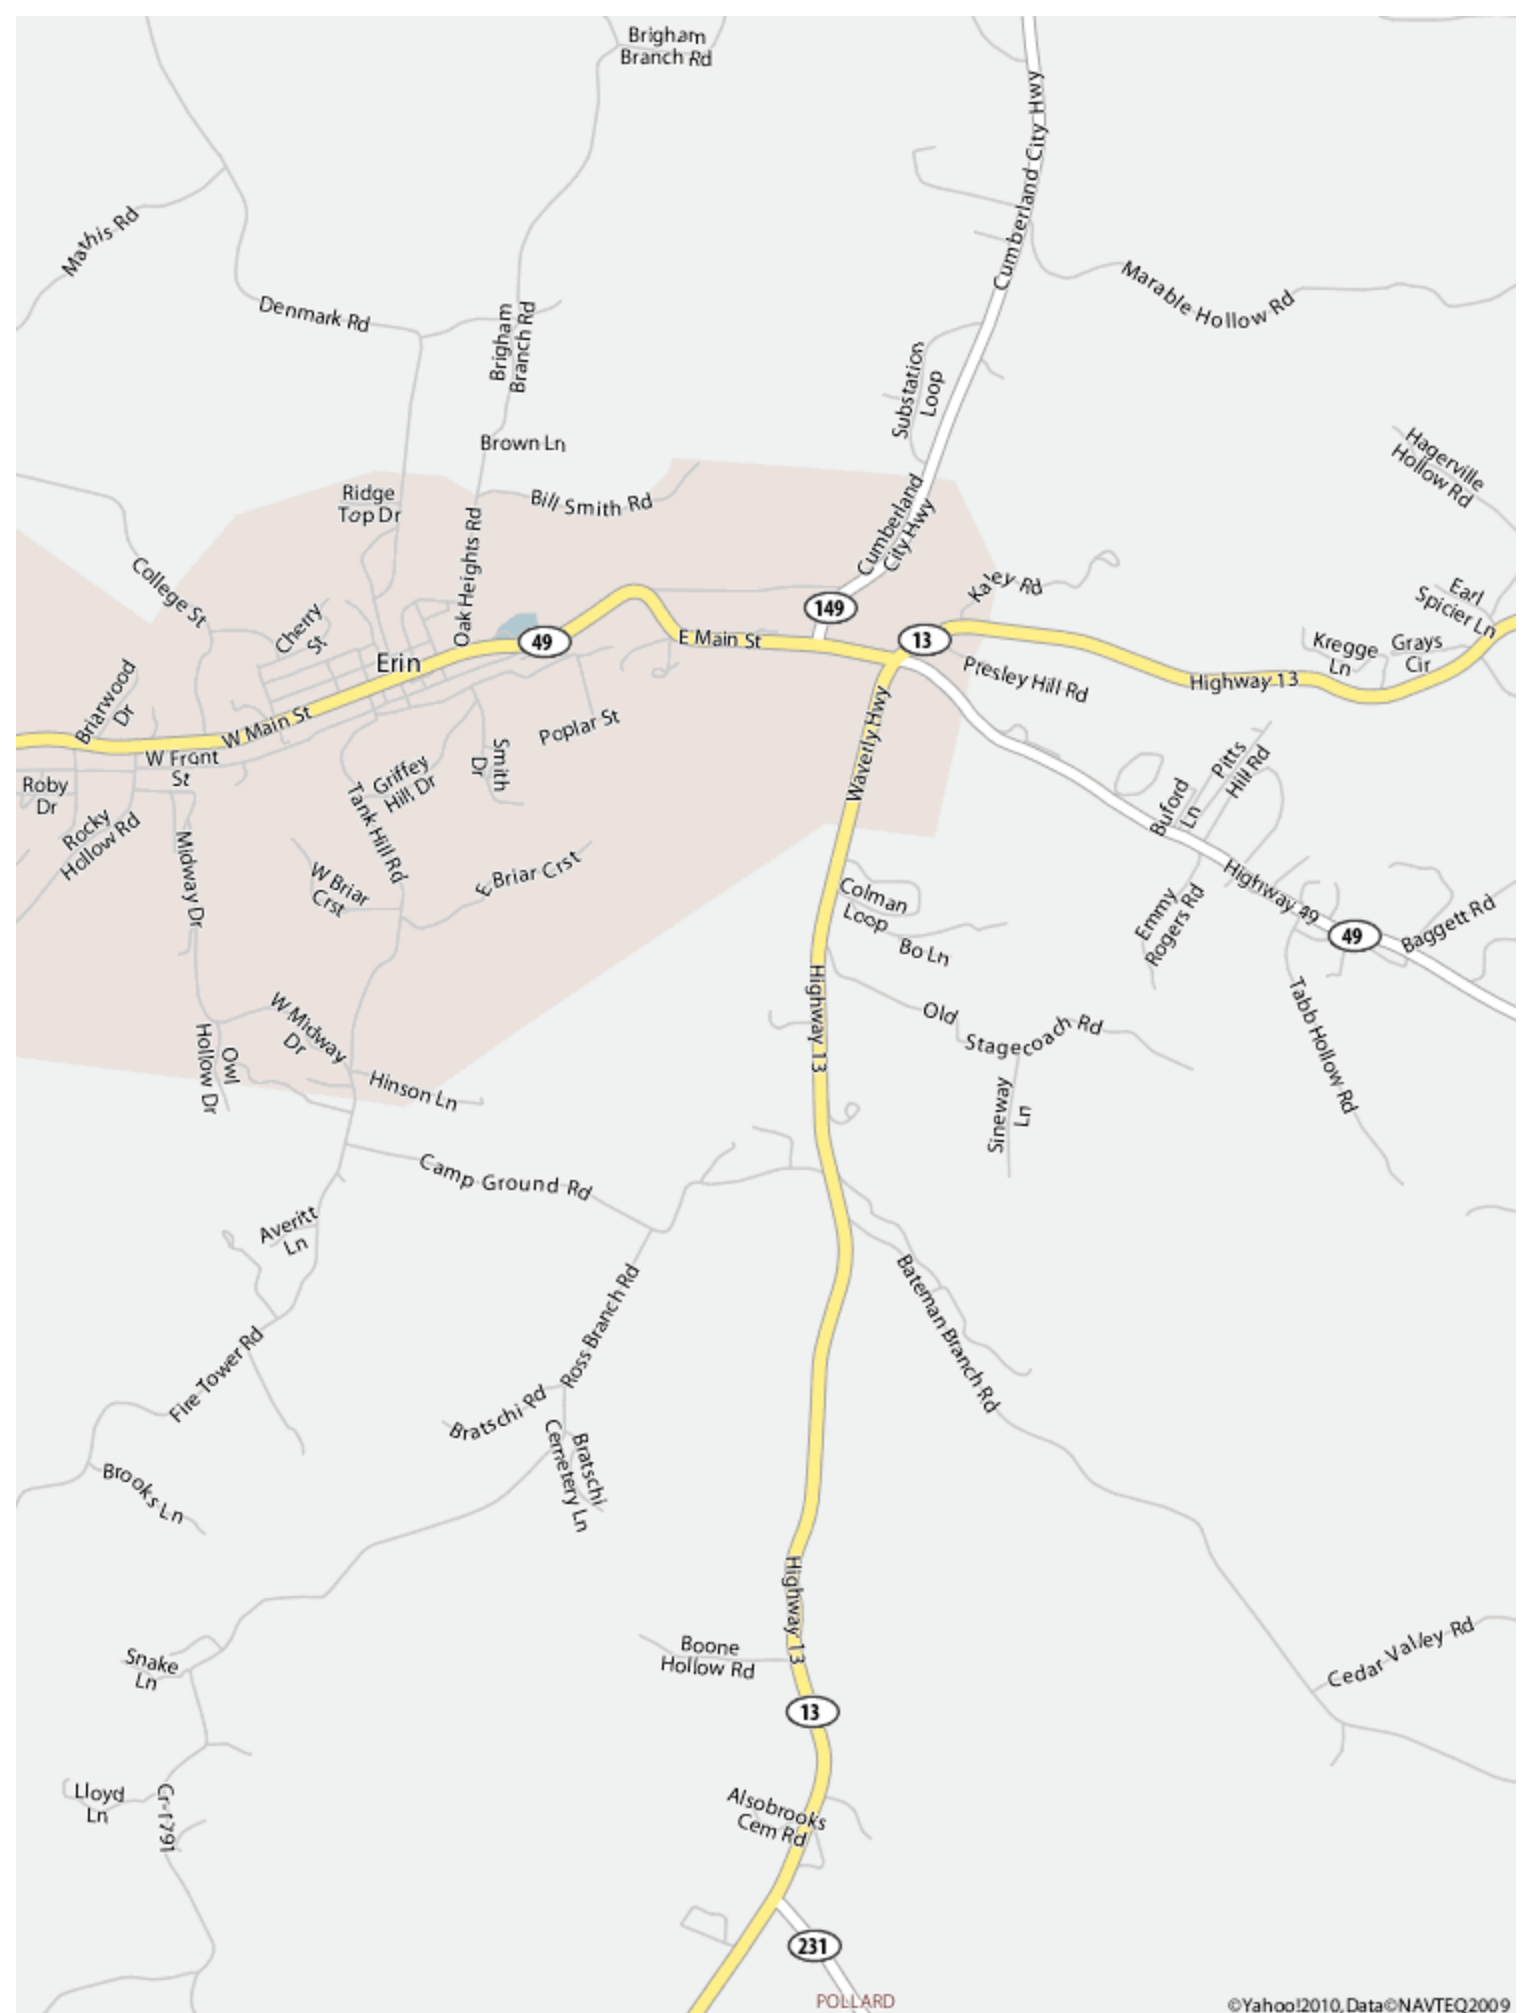 Brigham
Branch Rd
Cumberland City Hwy
Mathis Rd
Marable Hollow Rd
Denmark Rd
Brigham
Branch Rd
Substation
Loop
Brown Ln
Hagerville
Hollow Rd
Ridge
Top Dr
Bill Smith Rd
Cumberland
City Hwy
Oak Heights Rd
College St
Kaley Rd
Earl
Spicier Ln
149
Cherry
St
49
E Main St
13
Kregge
Ln
Grays
Cir
Erin
Presley Hill Rd
Highway 13
Briarwood
Dr
W Main St
Poplar St
Waverly Hwy
W Front
St
Smith
Dr
Griffey
Hill Dr
Pitts
Hill Rd
Roby
Dr
Buford
Ln
Rocky
Hollow Rd
Tank Hill Rd
Midway Dr
W Briar
Crst
E Briar Crst
Colman
Loop
Highway 49
Emmy
Rogers Rd
49
Baggett Rd
Bo Ln
Highway 13
Old
Stagecoach Rd
Tabb Hollow Rd
W Midway
Dr
Owl
Hollow Dr
Hinson Ln
Sineway
Ln
Camp Ground Rd
Averitt
Ln
Ross Branch Rd
Bateman Branch Rd
Fire Tower Rd
Bratschi Rd
Bratschi
Cemetery Ln
Brooks Ln
Highway 13
Boone
Hollow Rd
Snake
Ln
Cedar Valley Rd
13
Lloyd
Ln
Cr-1791
Alsobrooks
Cem Rd
231
POLLARD
©Yahoo!2010,Data©NAVTEQ2009